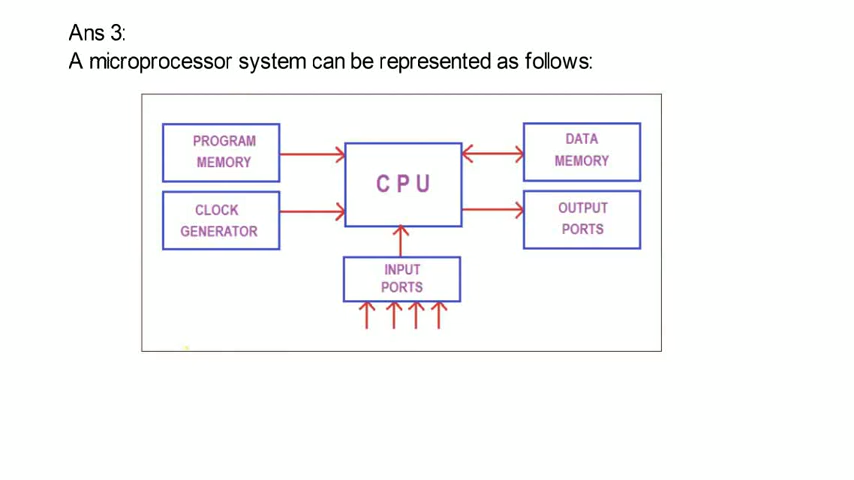 Ans 3:
A microprocessor system can be represented as follows:
PROGRAM
MEMORY
CLOCK
GENERATOR
C P U
INPUT
PORTS
DATA
MEMORY
OUTPUT
PORTS